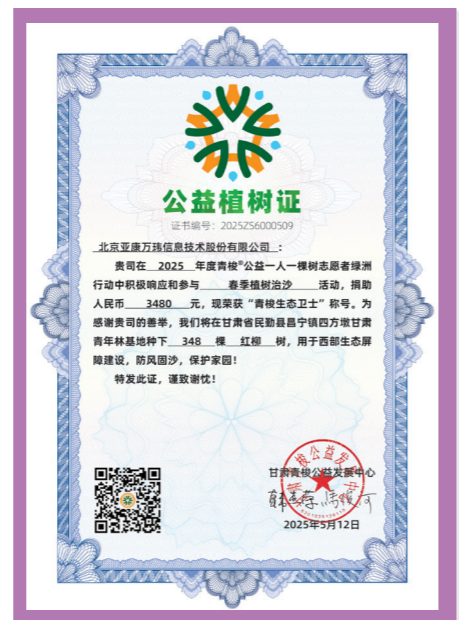 公益植树证
证书编号：2025ZS6000509
北京亚康万玮信息技术股份有限公司：
贵司在 2025 年度青梭®公益一人一棵树志愿者绿洲
行动中积极响应和参与 春季植树治沙 活动，捐助
人民币 3480 元，现荣获“青梭生态卫士”称号。为
感谢贵司的善举，我们将在甘肃省民勤县昌宁镇四方墩甘肃
青年林基地种下 348 棵 红柳 树，用于西部生态屏
障建设，防风固沙，保护家园！
特发此证，谨致谢忱！
甘肃青梭公益发展中心
2025年5月12日